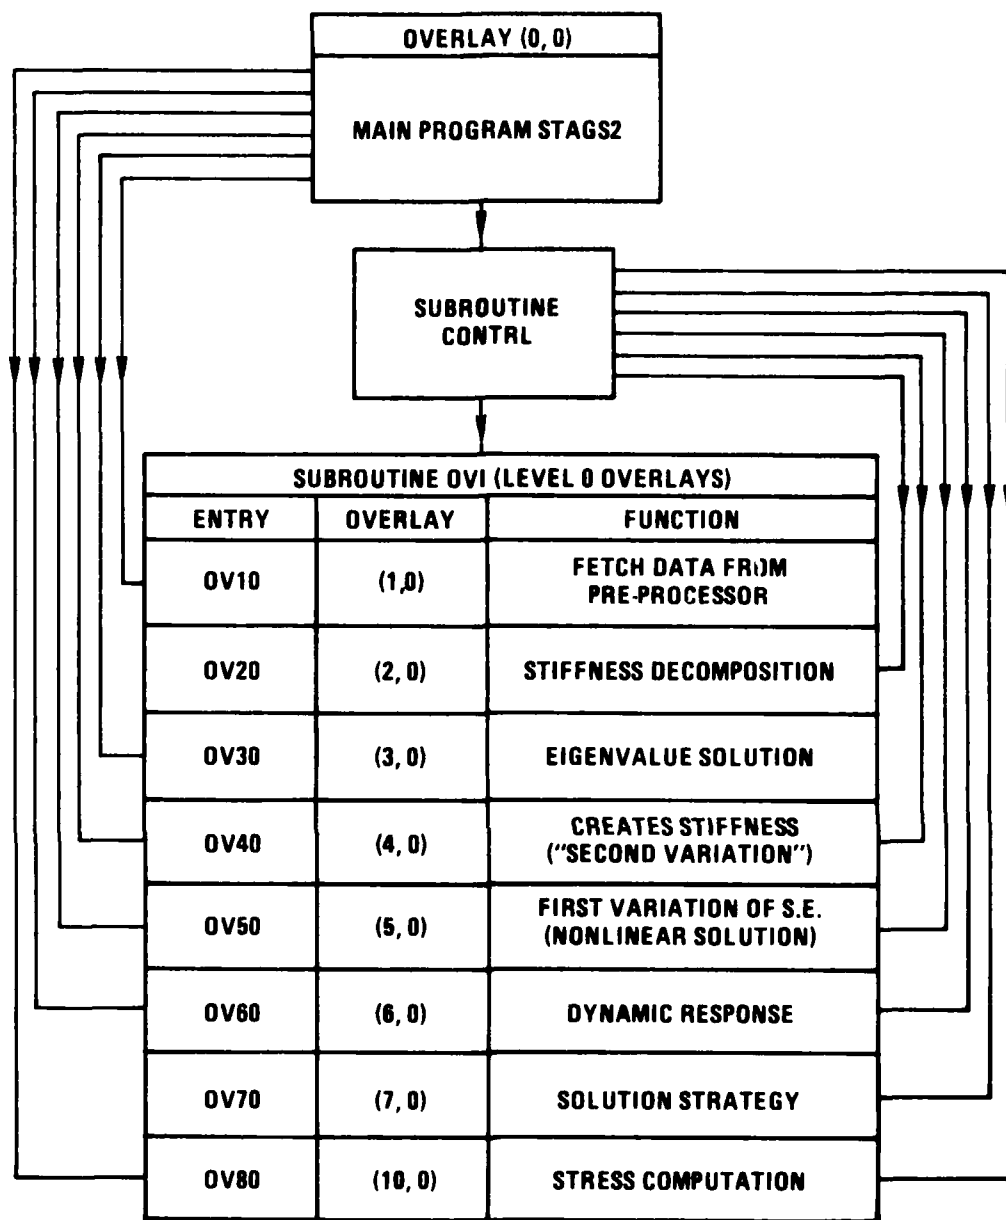 OVERLAY (0, 0)
MAIN PROGRAM STAGS2
SUBROUTINE
CONTRL
SUBROUTINE OVI (LEVEL 0 OVERLAYS)
ENTRY OVERLAY FUNCTION
OV10 (1,0) FETCH DATA FROM
PRE-PROCESSOR
OV20 (2, 0) STIFFNESS DECOMPOSITION
OV30 (3, 0) EIGENVALUE SOLUTION
OV40 (4, 0) CREATES STIFFNESS
("SECOND VARIATION")
OV50 (5, 0) FIRST VARIATION OF S.E.
(NONLINEAR SOLUTION)
OV60 (6, 0) DYNAMIC RESPONSE
OV70 (7, 0) SOLUTION STRATEGY
OV80 (10, 0) STRESS COMPUTATION